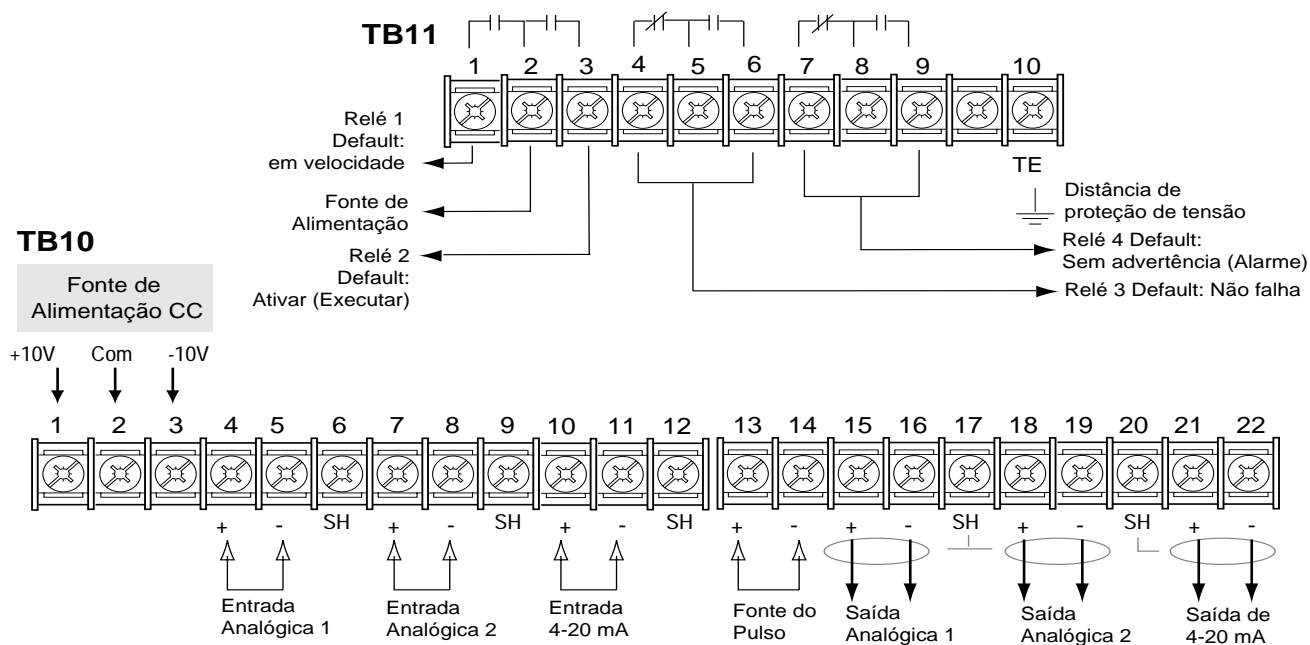 TB11
1 2 3 4 5 6 7 8 9 10
Relé 1
Default:
em velocidade
Fonte de
Alimentação
Relé 2
Default:
Ativar (Executar)
TE
Distância de
proteção de tensão
Relé 4 Default:
Sem advertência (Alarme)
Relé 3 Default: Não falha
TB10
Fonte de
Alimentação CC
+10V Com -10V
1 2 3 4 5 6 7 8 9 10 11 12 13 14 15 16 17 18 19 20 21 22
+ - SH + - SH + - SH + - + - SH + - SH + -
Entrada
Analógica 1
Entrada
Analógica 2
Entrada
4-20 mA
Fonte do
Pulso
Saída
Analógica 1
Saída
Analógica 2
Saída de
4-20 mA